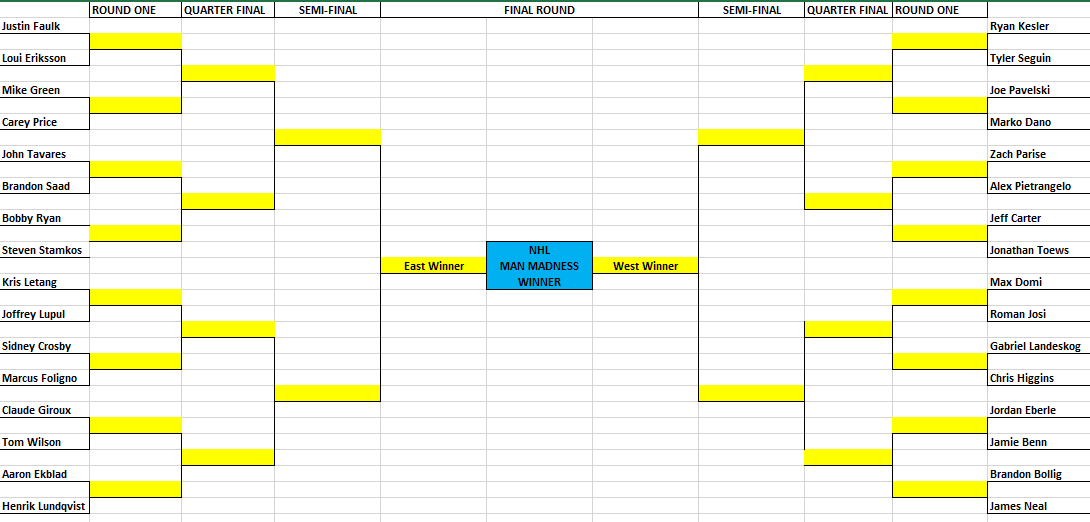 ROUND ONE QUARTER FINAL SEMI-FINAL FINAL ROUND SEMI-FINAL QUARTER FINAL ROUND ONE
Justin Faulk Ryan Kesler
Loui Eriksson Tyler Seguin
Mike Green Joe Pavelski
Carey Price Marko Dano
John Tavares Zach Parise
Brandon Saad Alex Pietrangelo
Bobby Ryan Jeff Carter
Steven Stamkos NHL Jonathan Toews
East Winner MAN MADNESS West Winner
Kris Letang WINNER Max Domi
Joffrey Lupul Roman Josi
Sidney Crosby Gabriel Landeskog
Marcus Foligno Chris Higgins
Claude Giroux Jordan Eberle
Tom Wilson Jamie Benn
Aaron Ekblad Brandon Bollig
Henrik Lundqvist James Neal